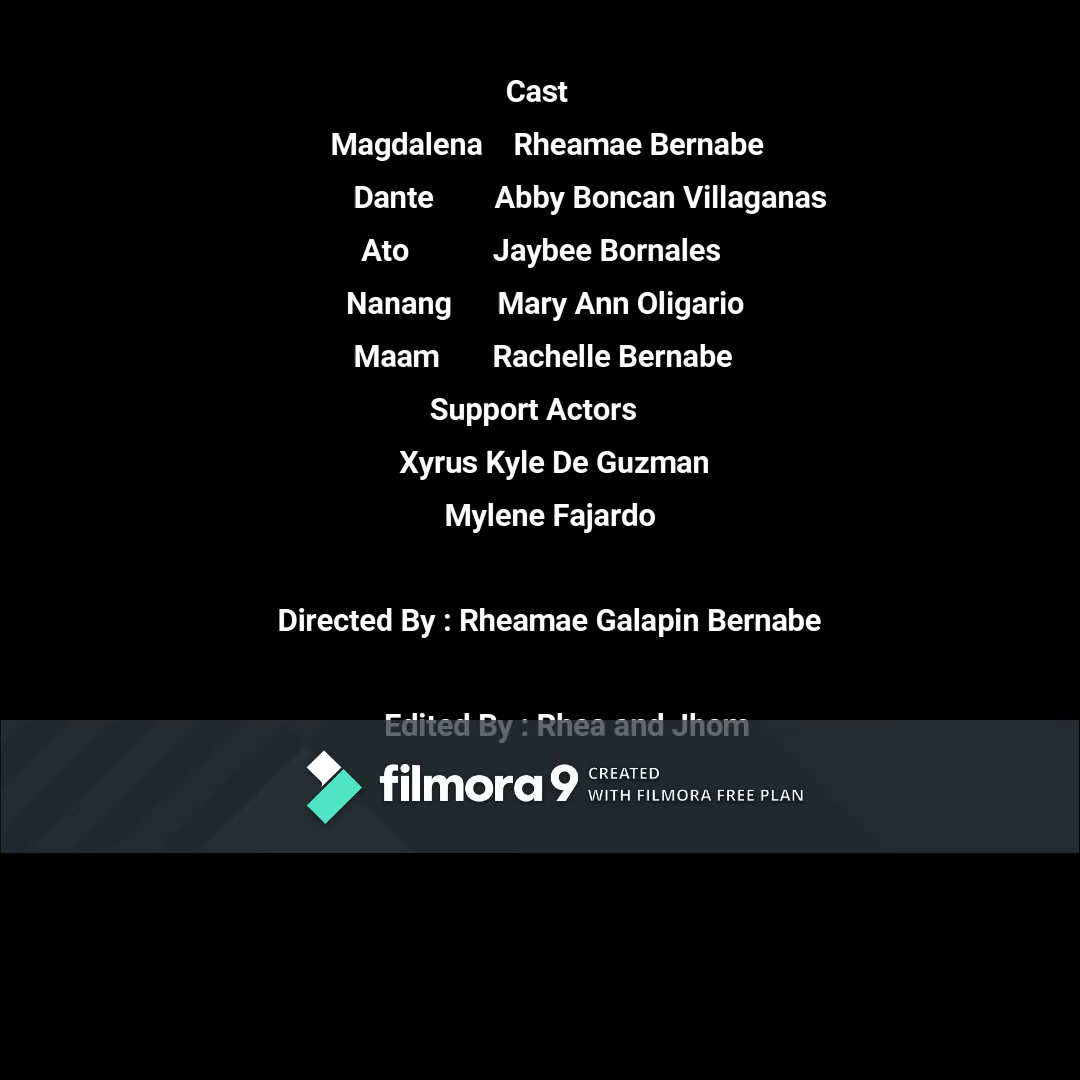 Cast
Magdalena Rheamae Bernabe
Dante Abby Boncan Villaganas
Ato Jaybee Bornales
Nanang Mary Ann Oligario
Maam Rachelle Bernabe
Support Actors
Xyrus Kyle De Guzman
Mylene Fajardo
Directed By : Rheamae Galapin Bernabe
Edited By : Rhea and Jhom
filmora 9 CREATED
WITH FILMORA FREE PLAN